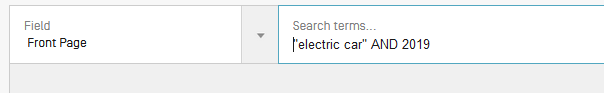 Field
Front Page
Search terms...
"electric car" AND 2019